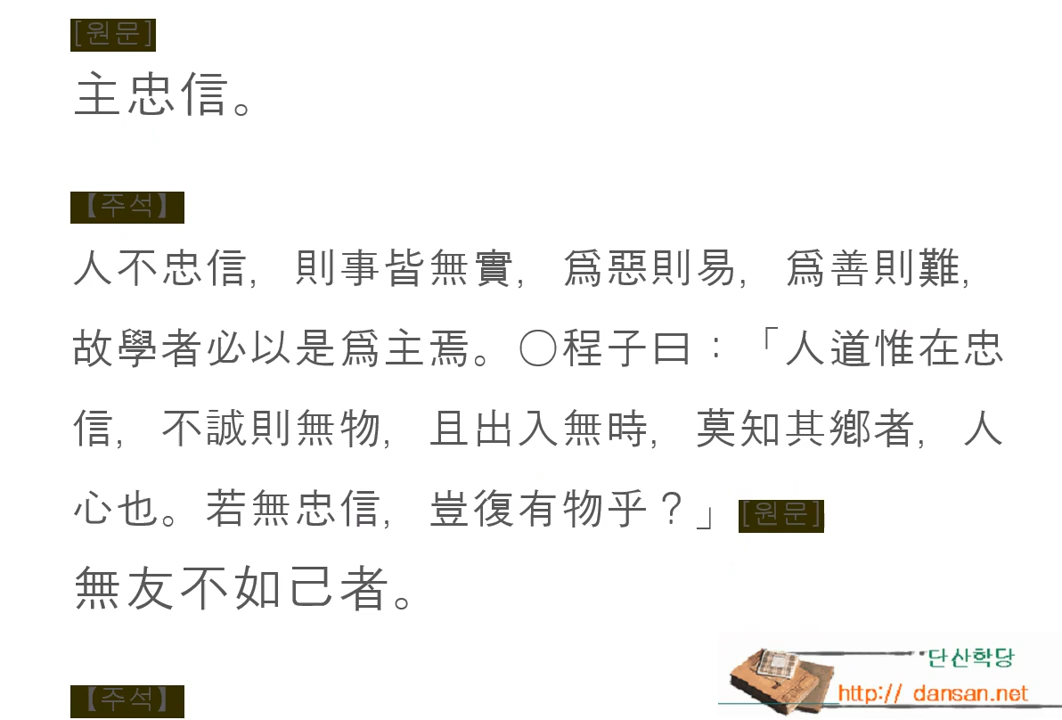 [원문]
主忠信。
【주석】
人不忠信, 則事皆無實, 爲惡則易, 爲善則難,
故學者必以是爲主焉。○程子曰：「人道惟在忠
信, 不誠則無物, 且出入無時, 莫知其鄕者, 人
心也。若無忠信, 豈復有物乎？」[원문]
無友不如己者。
단산학당
http:// dansan.net
【주석】